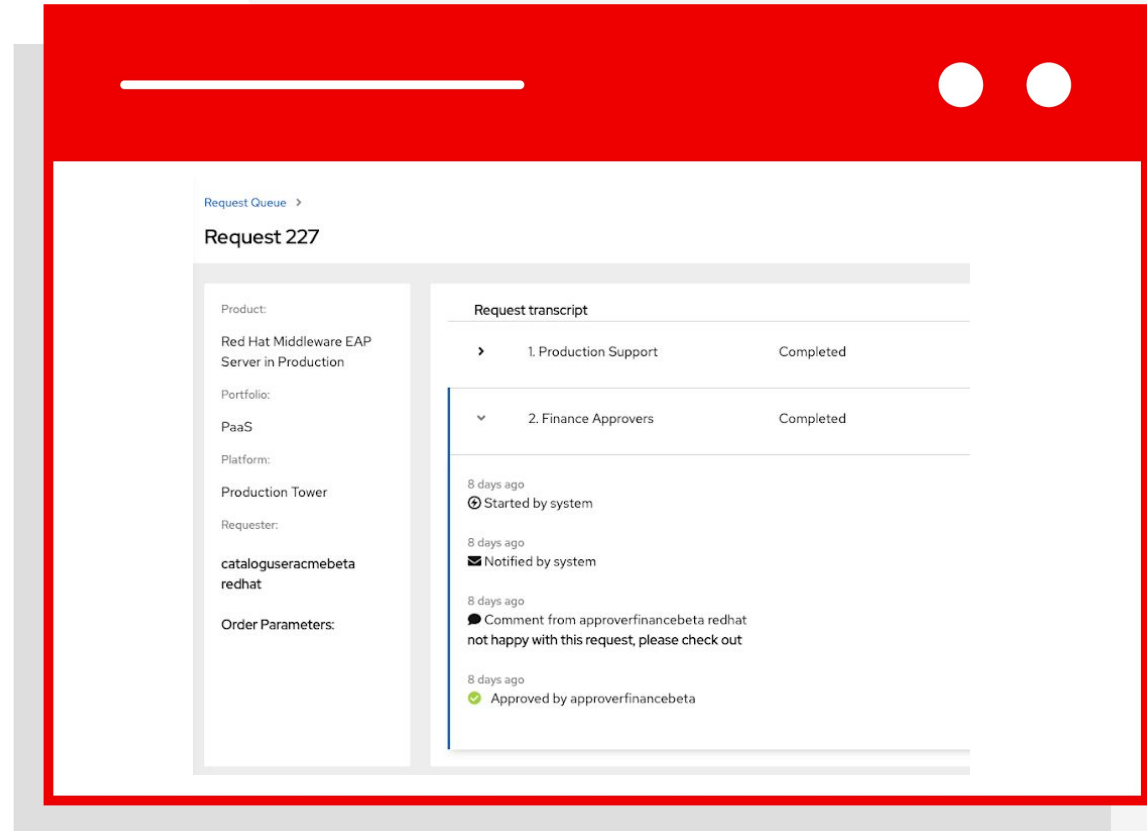 Request Queue >
Request 227
Product:
Red Hat Middleware EAP
Server in Production
Portfolio:
PaaS
Platform:
Production Tower
Requester:
cataloguseracmebeta
redhat
Order Parameters:
Request transcript
1. Production Support Completed
2. Finance Approvers Completed
8 days ago
Started by system
8 days ago
Notified by system
8 days ago
Comment from approverfinancebeta redhat
not happy with this request, please check out
8 days ago
Approved by approverfinancebeta